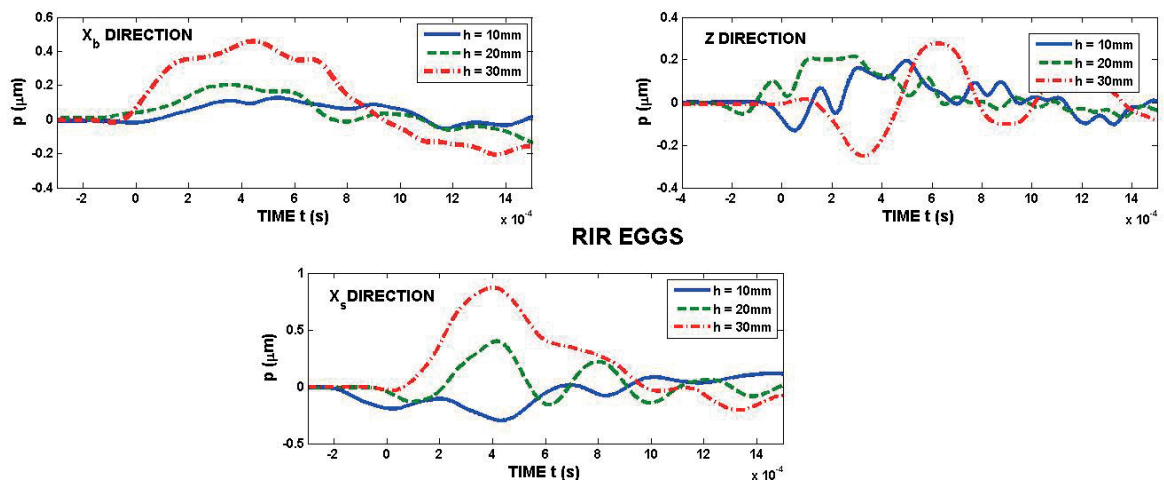 X_b DIRECTION
h = 10mm
h = 20mm
h = 30mm
p (μm)
0.6
0.4
0.2
0
-0.2
-0.4
-2 0 2 4 6 8 10 12 14
TIME t (s)
x 10^-4
Z DIRECTION
h = 10mm
h = 20mm
h = 30mm
p (μm)
0.4
0.2
0
-0.2
-0.4
-4 -2 0 2 4 6 8 10 12 14
TIME t (s)
x 10^-4
RIR EGGS
X_s DIRECTION
h = 10mm
h = 20mm
h = 30mm
p (μm)
1
0.5
0
-0.5
-2 0 2 4 6 8 10 12 14
TIME t (s)
x 10^-4